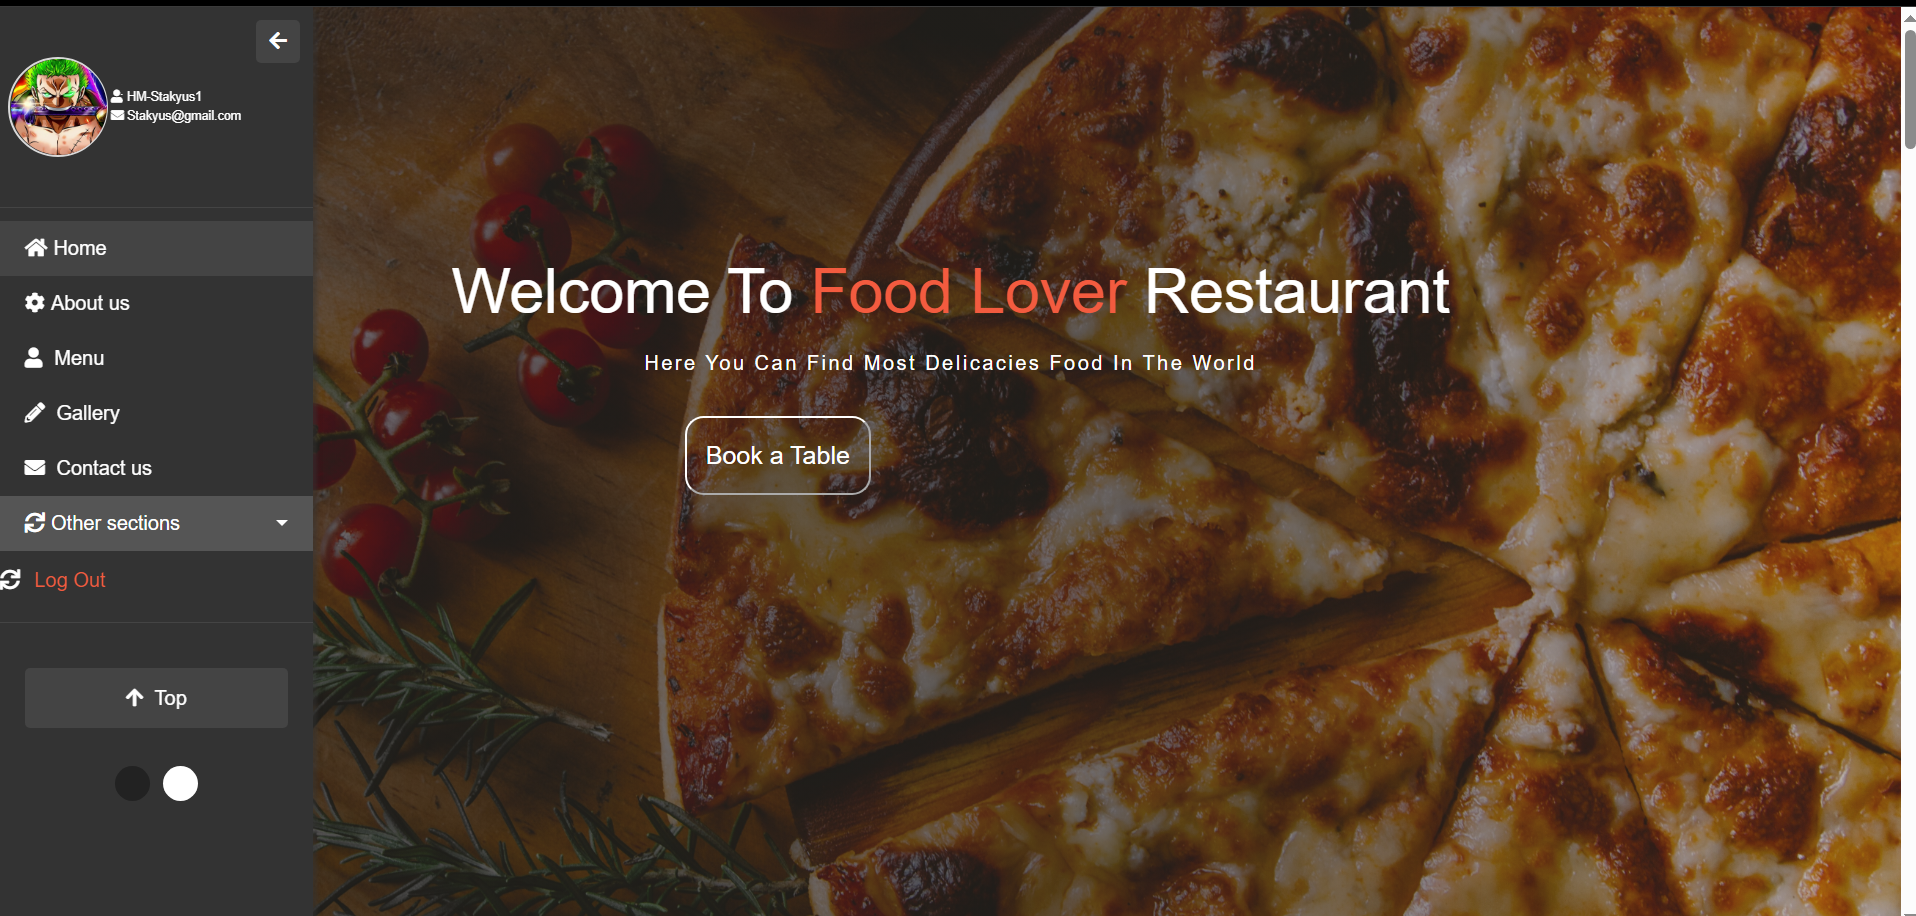 HM-Stakyus1
Stakyus@gmail.com
Home
About us
Menu
Gallery
Contact us
Other sections
Log Out
Top
Welcome To Food Lover Restaurant
Here You Can Find Most Delicacies Food In The World
Book a Table